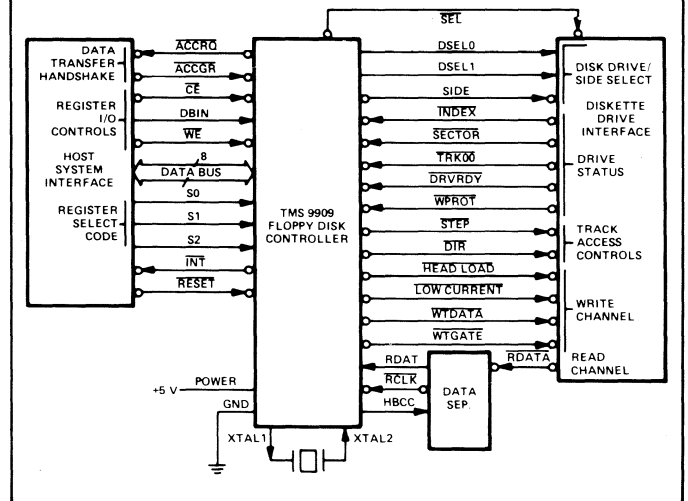 SEL
DATA
TRANSFER
HANDSHAKE
REGISTER
I/O
CONTROLS
HOST
SYSTEM
INTERFACE
REGISTER
SELECT
CODE
ACCRQ
ACCGR
CE
DBIN
WE
8
DATA BUS
S0
S1
S2
INT
RESET
POWER
+5 V
GND
XTAL1
XTAL2
TMS 9909
FLOPPY DISK
CONTROLLER
DSEL0
DSEL1
SIDE
INDEX
SECTOR
TRK00
DRVRDY
WPROT
STEP
DIR
HEAD LOAD
LOW CURRENT
WTDATA
WTGATE
RDAT
RCLK
HBCC
DATA
SEP.
RDATA
DISK DRIVE/
SIDE SELECT
DISKETTE
DRIVE
INTERFACE
DRIVE
STATUS
TRACK
ACCESS
CONTROLS
WRITE
CHANNEL
READ
CHANNEL